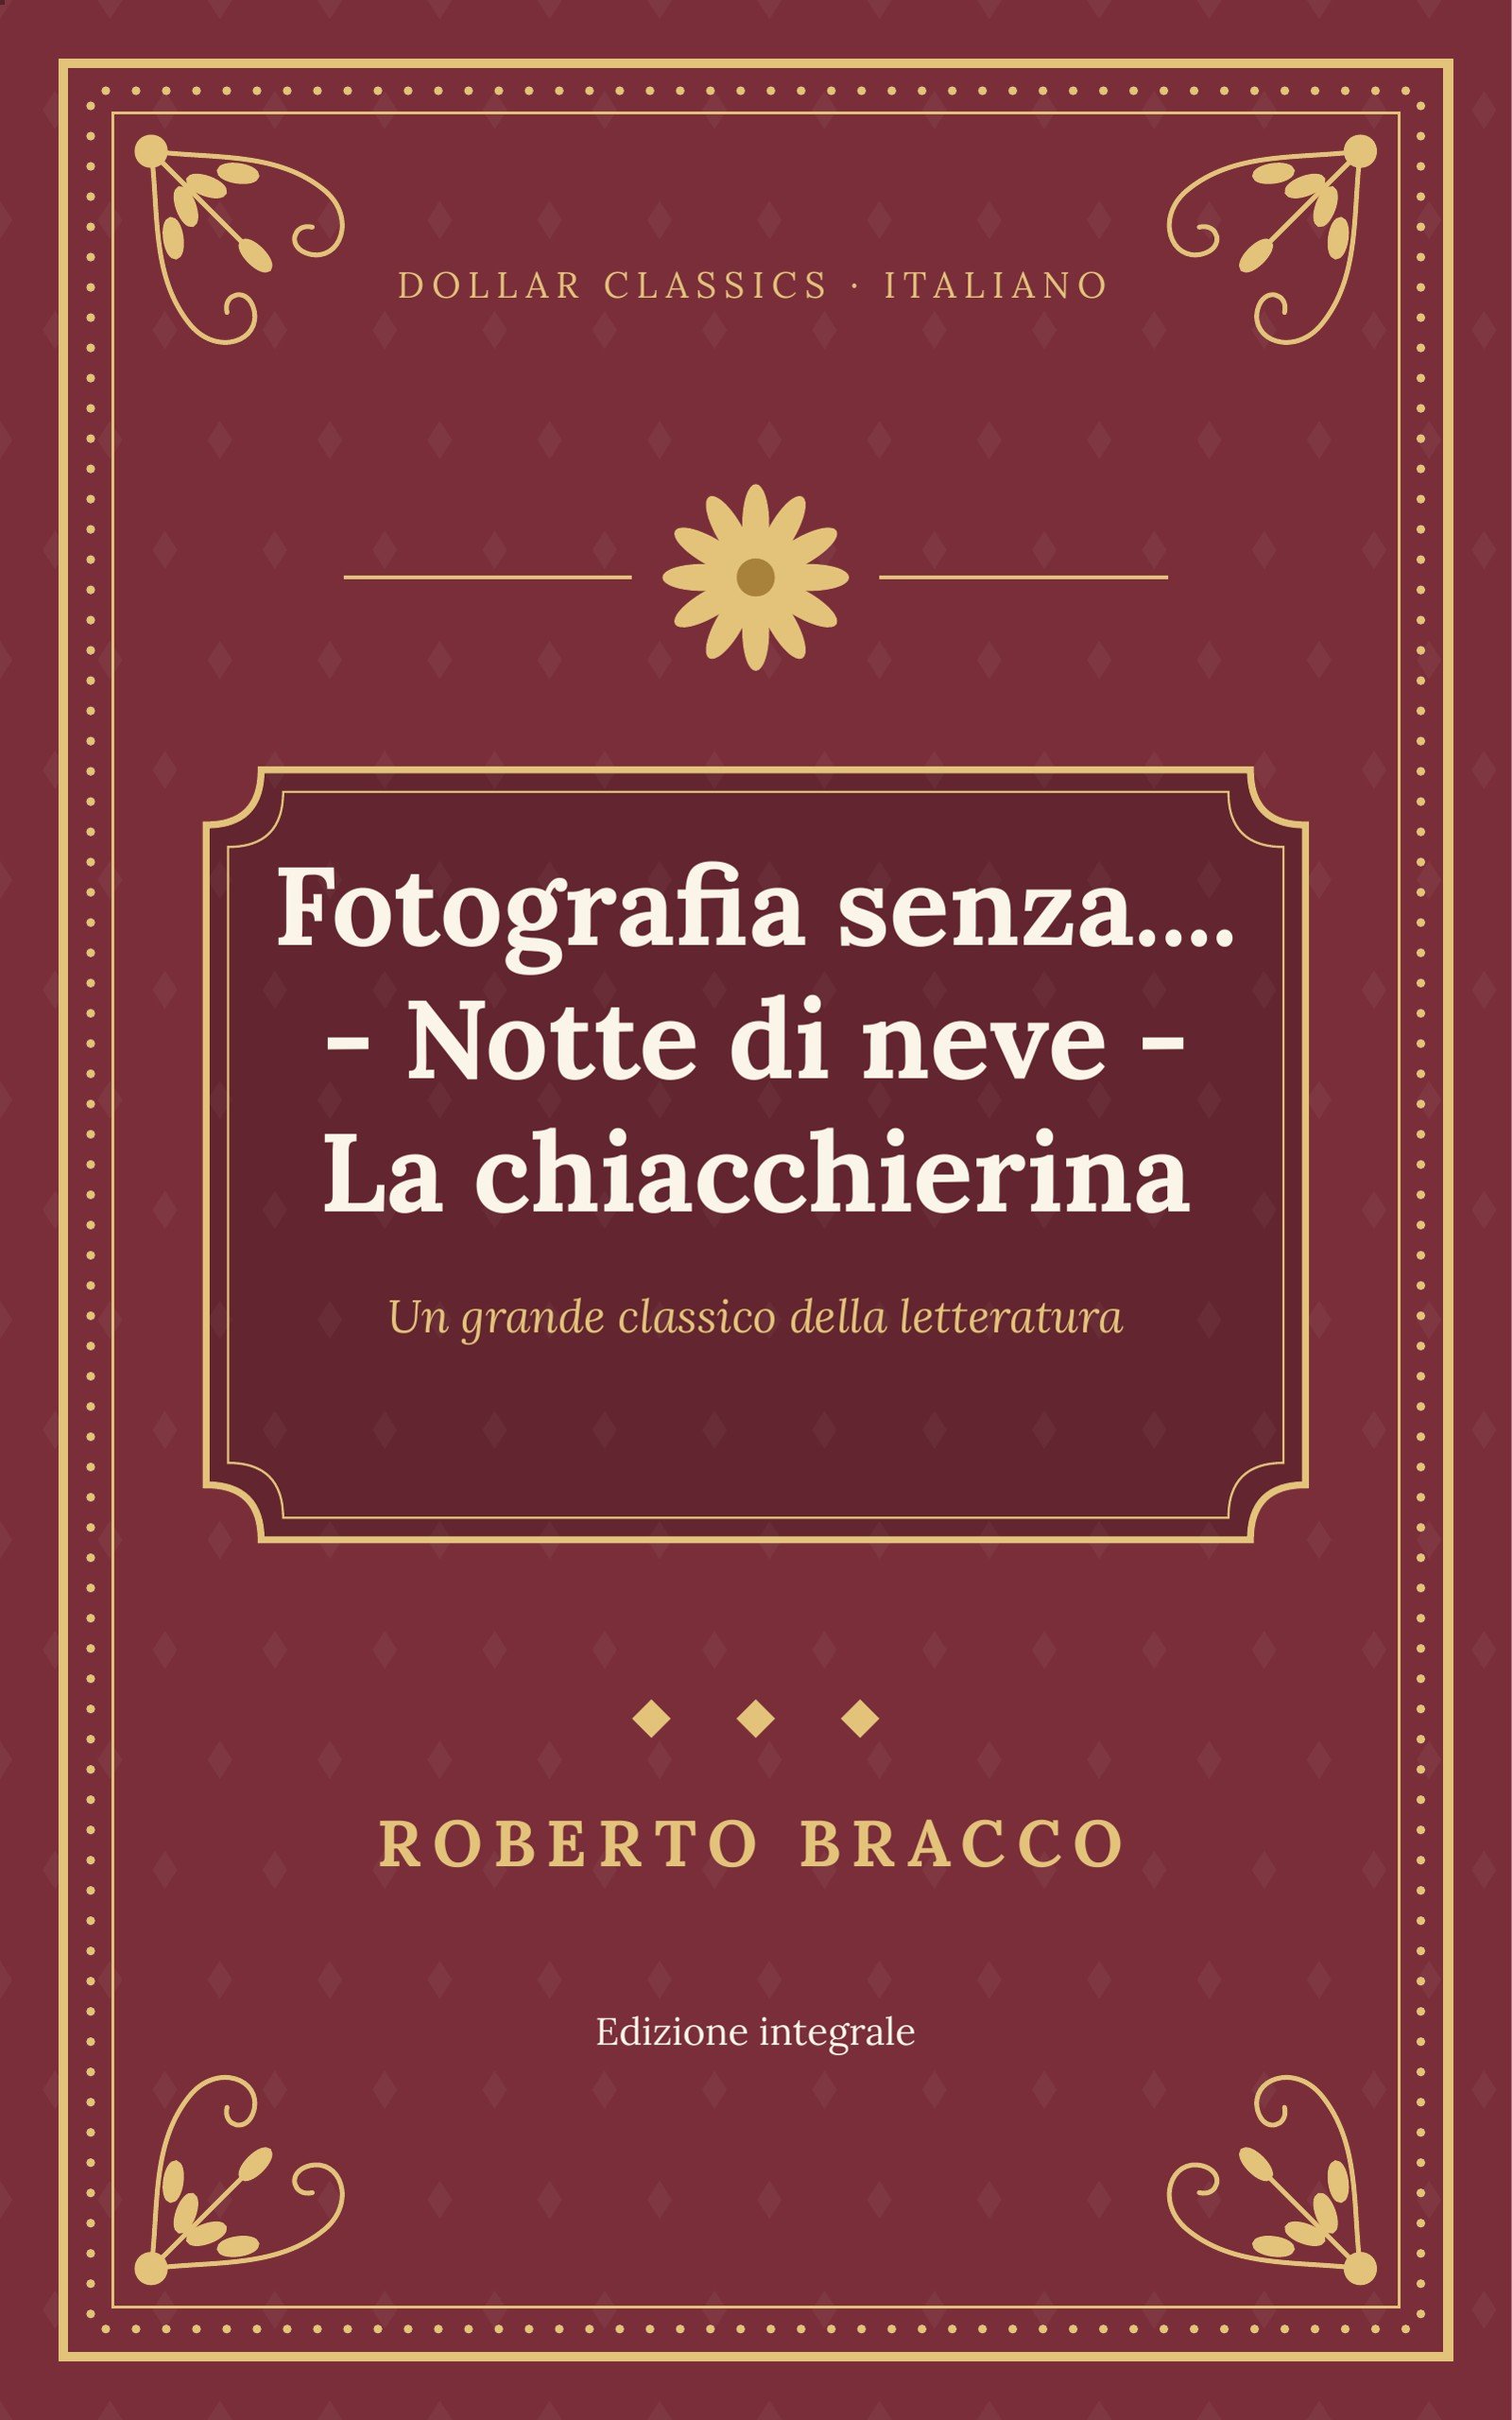 DOLLAR CLASSICS · ITALIANO
Fotografia senza....
– Notte di neve –
La chiacchierina
Un grande classico della letteratura
ROBERTO BRACCO
Edizione integrale